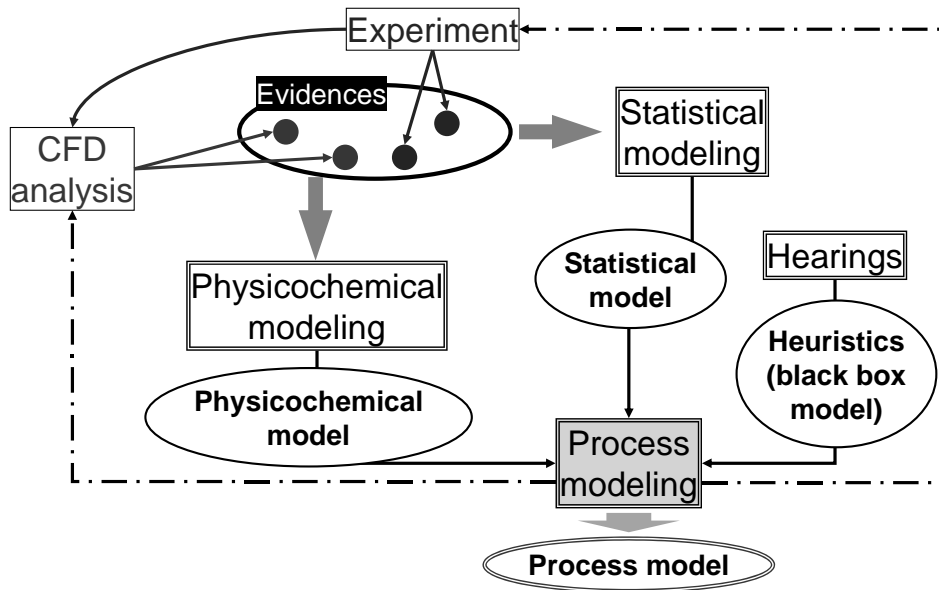 Experiment
Evidences
CFD
analysis
Statistical
modeling
Physicochemical
modeling
Statistical
model
Hearings
Physicochemical
model
Heuristics
(black box
model)
Process
modeling
Process model